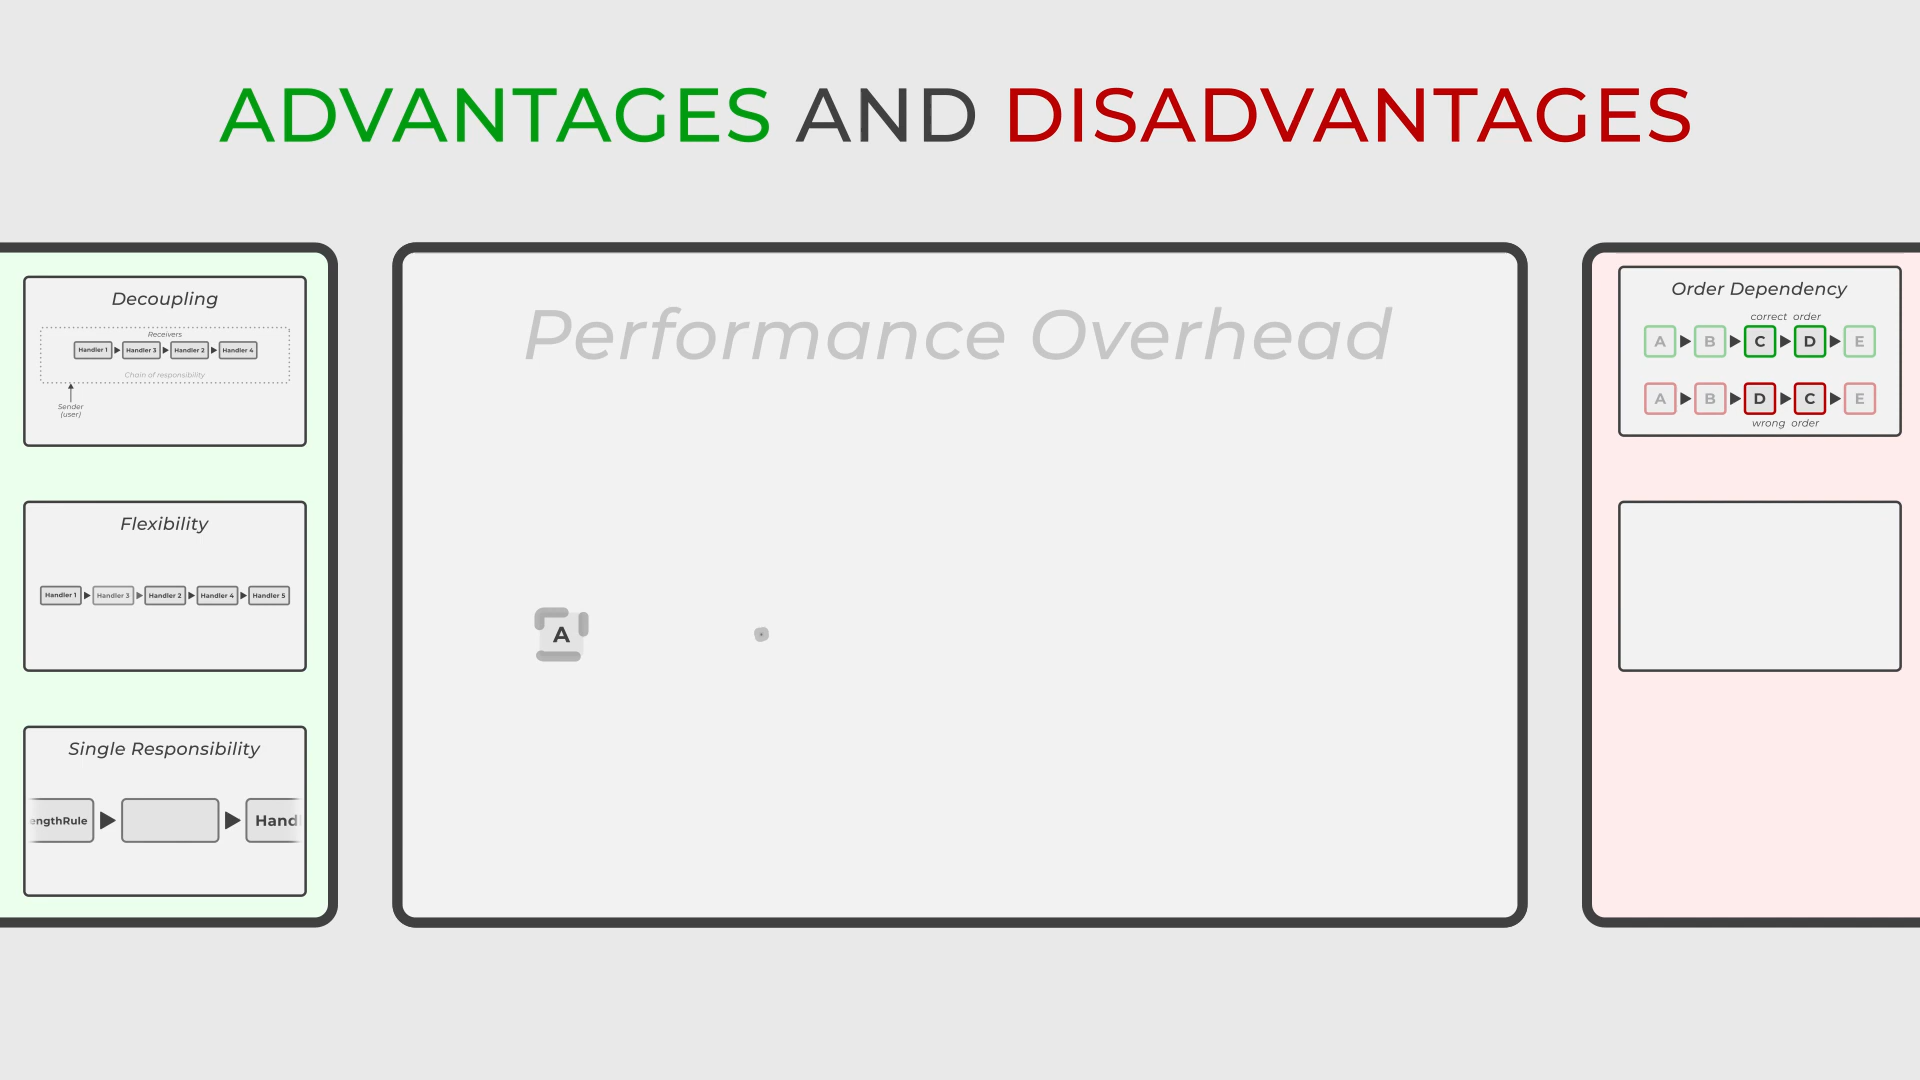 ADVANTAGES AND DISADVANTAGES
Decoupling
Receivers
Handler 1 Handler 3 Handler 2 Handler 4
Chain of responsibility
Sender
(user)
Flexibility
Handler 1 Handler 3 Handler 2 Handler 4 Handler 5
Single Responsibility
engthRule Handl
Performance Overhead
A
Order Dependency
correct order
A B C D E
A B D C E
wrong order